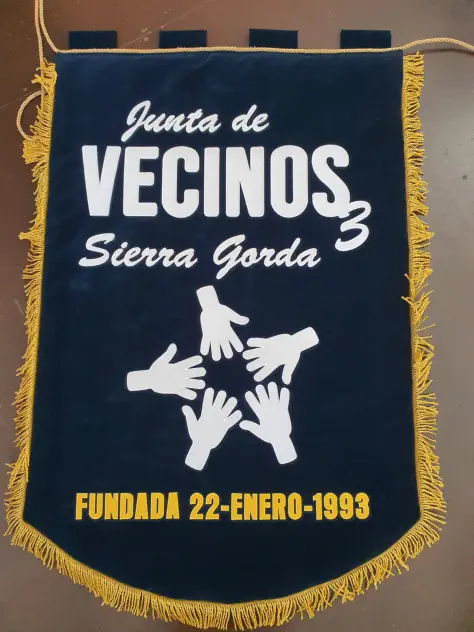 Junta de
VECINOS 3
Sierra Gorda
FUNDADA 22-ENERO-1993